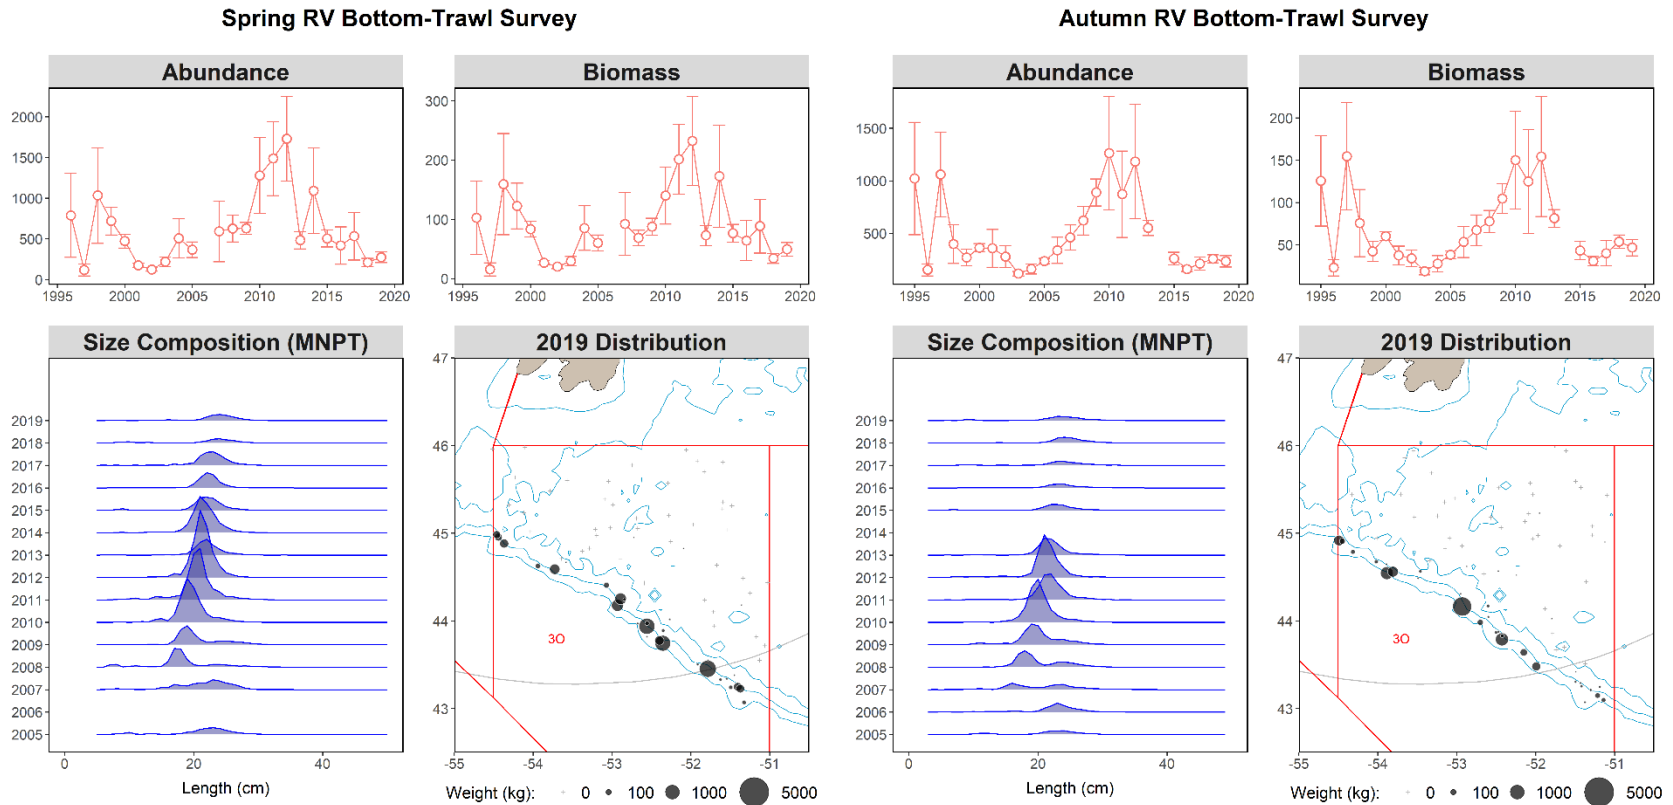 Spring RV Bottom-Trawl Survey
Autumn RV Bottom-Trawl Survey
Abundance
Biomass
Abundance
Biomass
2000
1500
1000
500
0
1995 2000 2005 2010 2015 2020
300
200
100
0
1995 2000 2005 2010 2015 2020
1500
1000
500
1995 2000 2005 2010 2015 2020
200
150
100
50
1995 2000 2005 2010 2015 2020
Size Composition (MNPT)
2019 Distribution
Size Composition (MNPT)
2019 Distribution
2019
2018
2017
2016
2015
2014
2013
2012
2011
2010
2009
2008
2007
2006
2005
0 20 40
Length (cm)
47
46
45
44
43
3O
-55 -54 -53 -52 -51
Weight (kg): 0 100 1000 5000
2019
2018
2017
2016
2015
2014
2013
2012
2011
2010
2009
2008
2007
2006
2005
0 20 40
Length (cm)
47
46
45
44
43
3O
-55 -54 -53 -52 -51
Weight (kg): 0 100 1000 5000